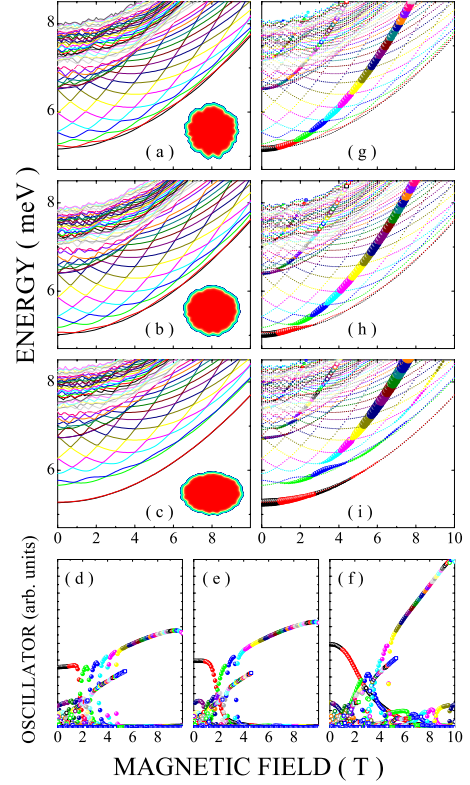 8
6
( a )
( g )
ENERGY ( meV )
8
6
( b )
( h )
8
6
( c )
( i )
0 2 4 6 8
0 2 4 6 8 10
OSCILLATOR (arb. units)
( d )
( e )
( f )
0 2 4 6 8
0 2 4 6 8 10
0 2 4 6 8 10
MAGNETIC FIELD ( T )